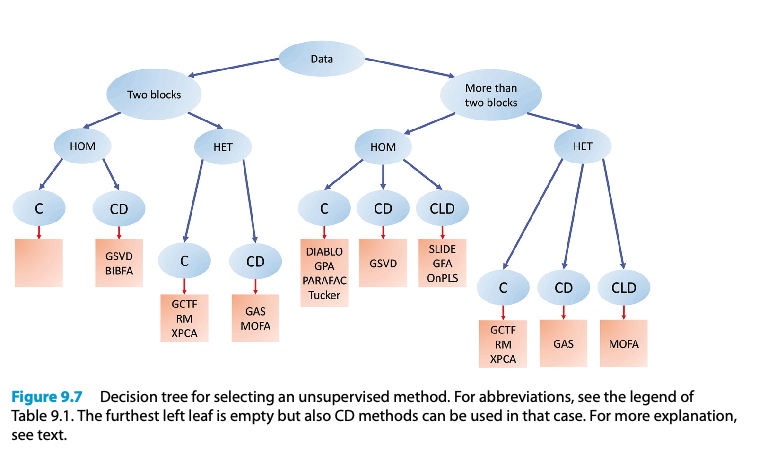 Data
Two blocks
More than
two blocks
HOM
HET
HOM
HET
C
CD
C
CD
CLD
GSVD
BIBFA
DIABLO
GPA
PARAFAC
Tucker
GSVD
SLIDE
GFA
OnPLS
C
CD
C
CD
CLD
GCTF
RM
XPCA
GAS
MOFA
GCTF
RM
XPCA
GAS
MOFA
Figure 9.7 Decision tree for selecting an unsupervised method. For abbreviations, see the legend of
Table 9.1. The furthest left leaf is empty but also CD methods can be used in that case. For more explanation,
see text.